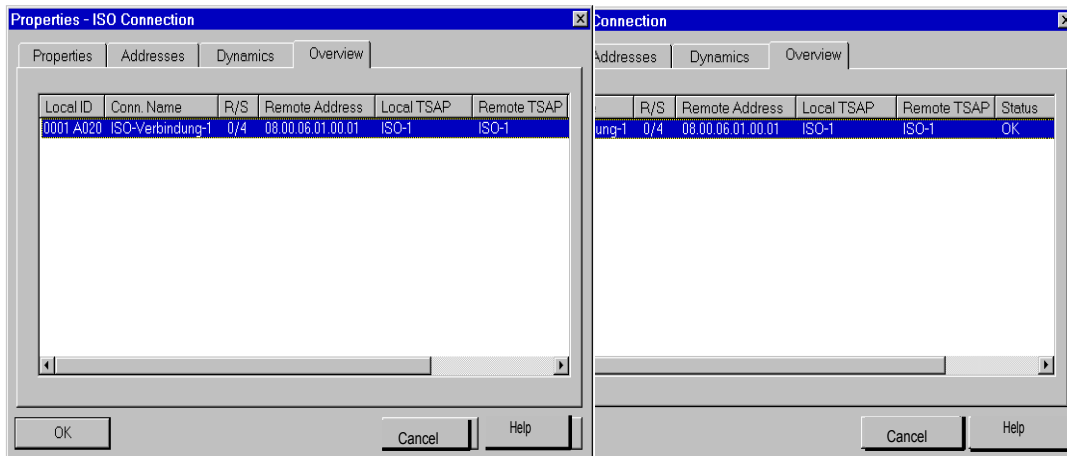 Properties - ISO Connection
Properties Addresses Dynamics Overview
Local ID Conn. Name R/S Remote Address Local TSAP Remote TSAP
0001 A020 ISO-Verbindung-1 0/4 08.00.06.01.00.01 ISO-1 ISO-1
OK Cancel Help
Connection
Addresses Dynamics Overview
R/S Remote Address Local TSAP Remote TSAP Status
ung-1 0/4 08.00.06.01.00.01 ISO-1 ISO-1 OK
Cancel Help